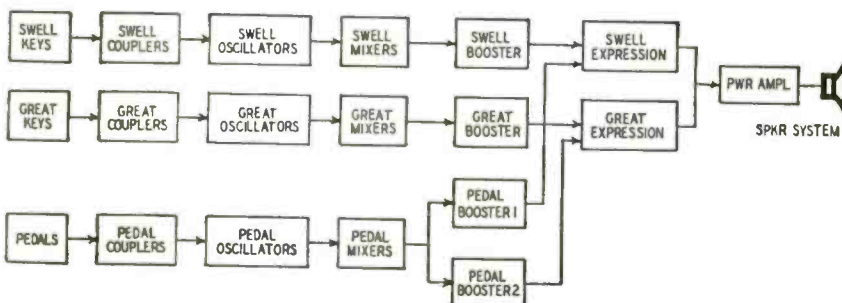 SWELL
KEYS
SWELL
COUPLERS
SWELL
OSCILLATORS
SWELL
MIXERS
SWELL
BOOSTER
SWELL
EXPRESSION
PWR AMPL
SPKR SYSTEM
GREAT
KEYS
GREAT
COUPLERS
GREAT
OSCILLATORS
GREAT
MIXERS
GREAT
BOOSTER
GREAT
EXPRESSION
PEDALS
PEDAL
COUPLERS
PEDAL
OSCILLATORS
PEDAL
MIXERS
PEDAL
BOOSTER 1
PEDAL
BOOSTER 2